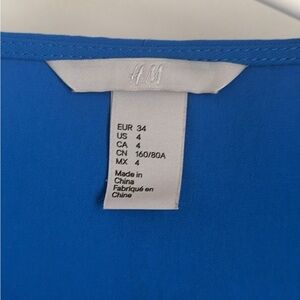 H&M
EUR 34
US 4
CA 4
CN 160/80A
MX 4
Made in
China
Fabriqué en
Chine